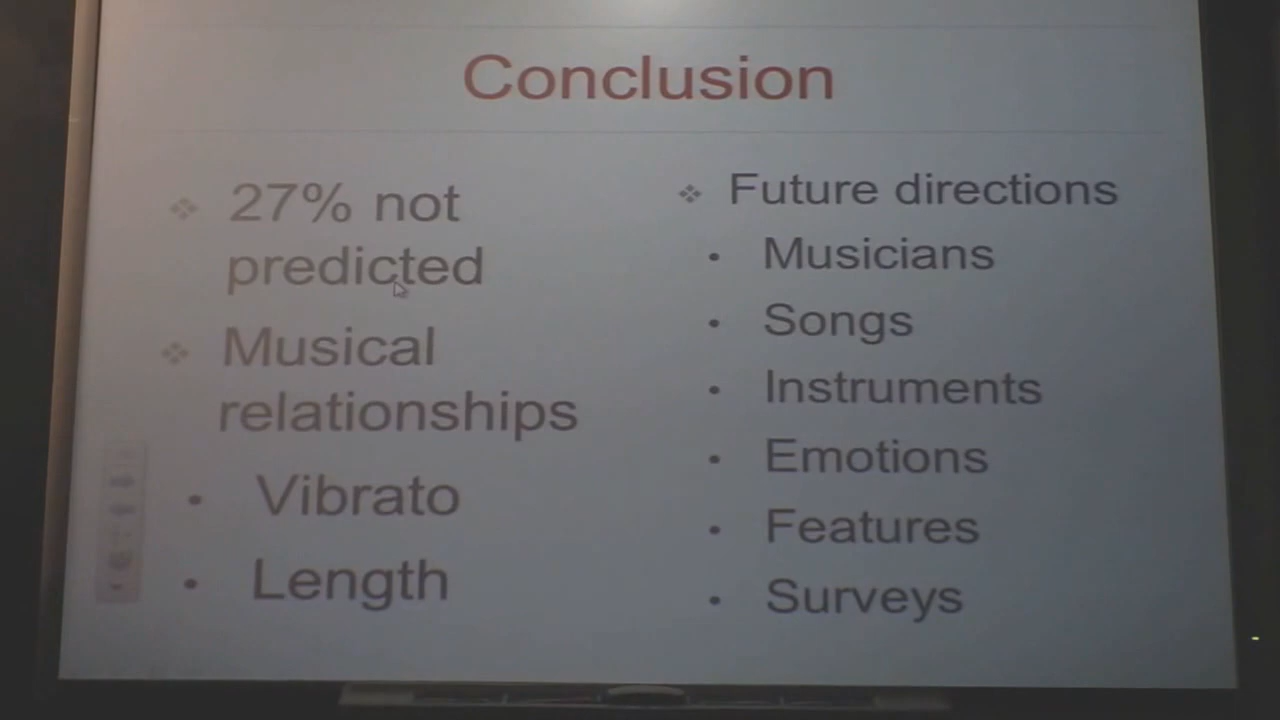 Conclusion
27% not
predicted
Musical
relationships
Vibrato
Length
Future directions
Musicians
Songs
Instruments
Emotions
Features
Surveys